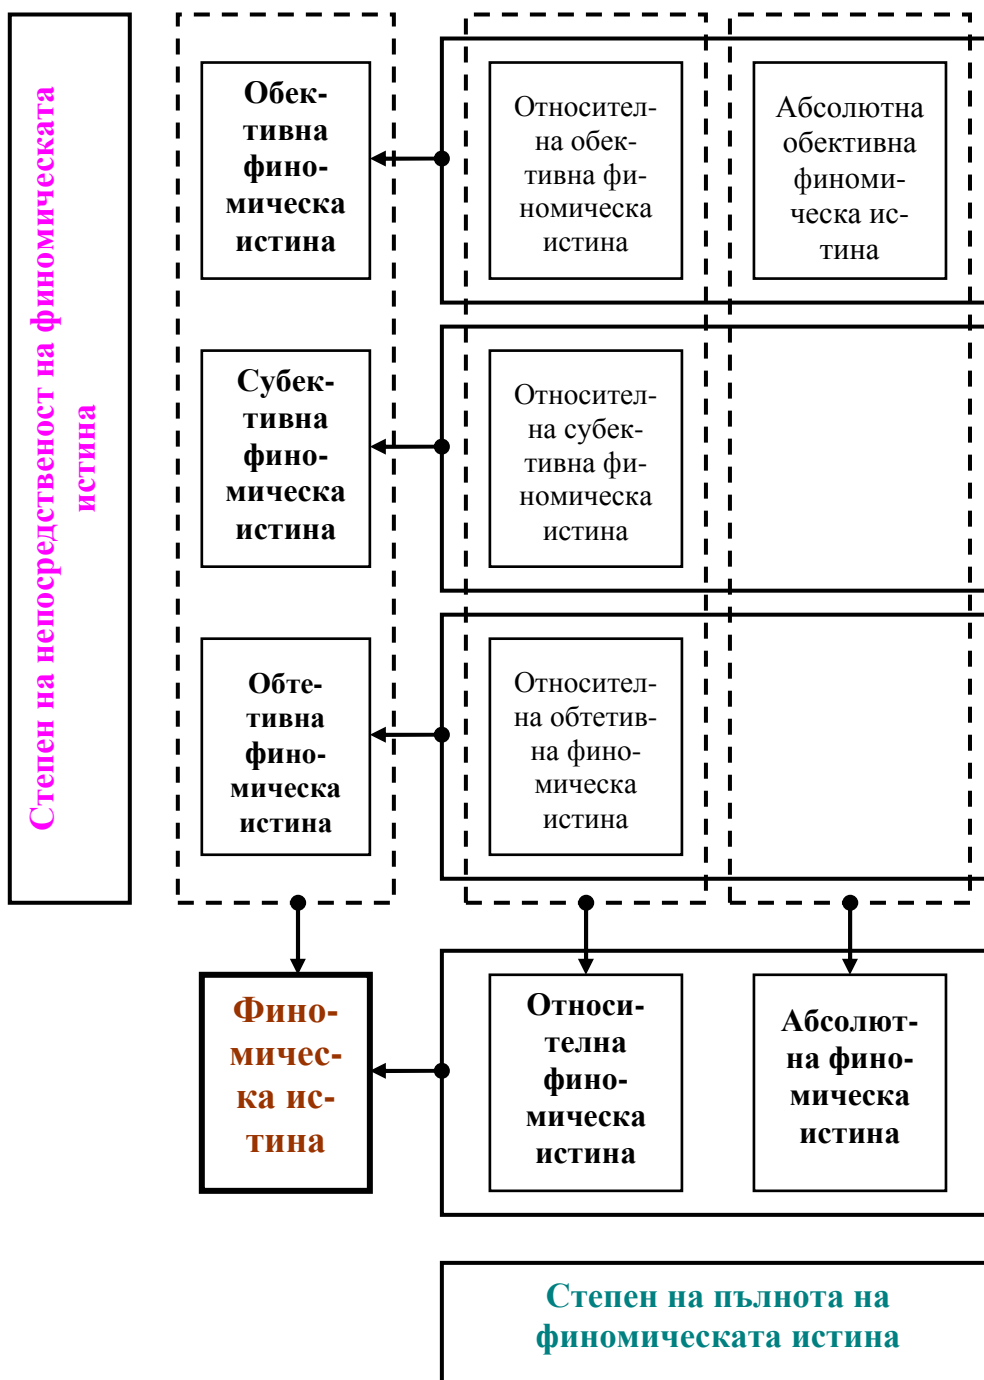 Степен на непосредственост на финомическата
истина
Обек-
тивна
фино-
мическа
истина
Относител-
на обек-
тивна фи-
номическа
истина
Абсолютна
обективна
финоми-
ческа ис-
тина
Субек-
тивна
фино-
мическа
истина
Относител-
на субек-
тивна фи-
номическа
истина
Обте-
тивна
фино-
мическа
истина
Относител-
на обтетив-
на фино-
мическа
истина
Фино-
мичес-
ка ис-
тина
Относи-
телна
фино-
мическа
истина
Абсолют-
на фино-
мическа
истина
Степен на пълнота на
финомическата истина